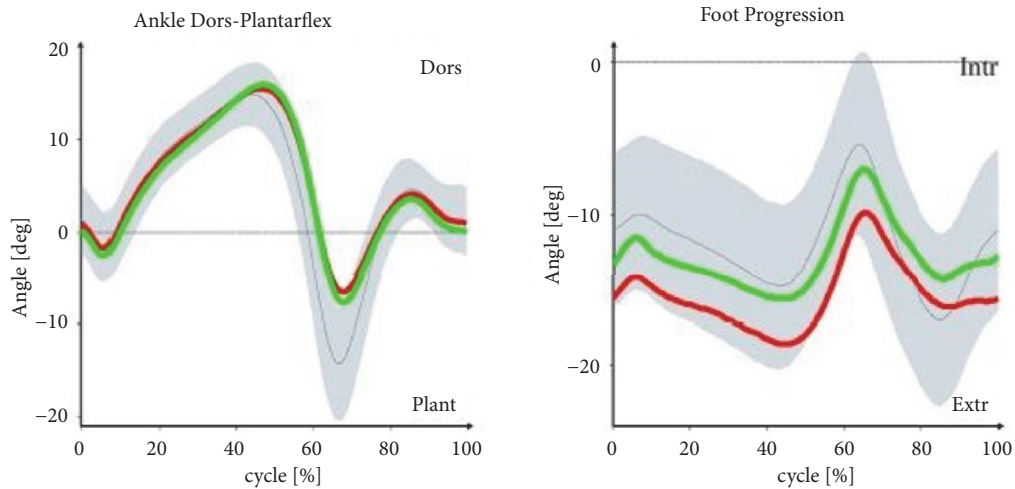 Ankle Dors-Plantarflex
20
10
0
−10
−20
Angle [deg]
Dors
Plant
0 20 40 60 80 100
cycle [%]
Foot Progression
0
−10
−20
Angle [deg]
Intr
Extr
0 20 40 60 80 100
cycle [%]